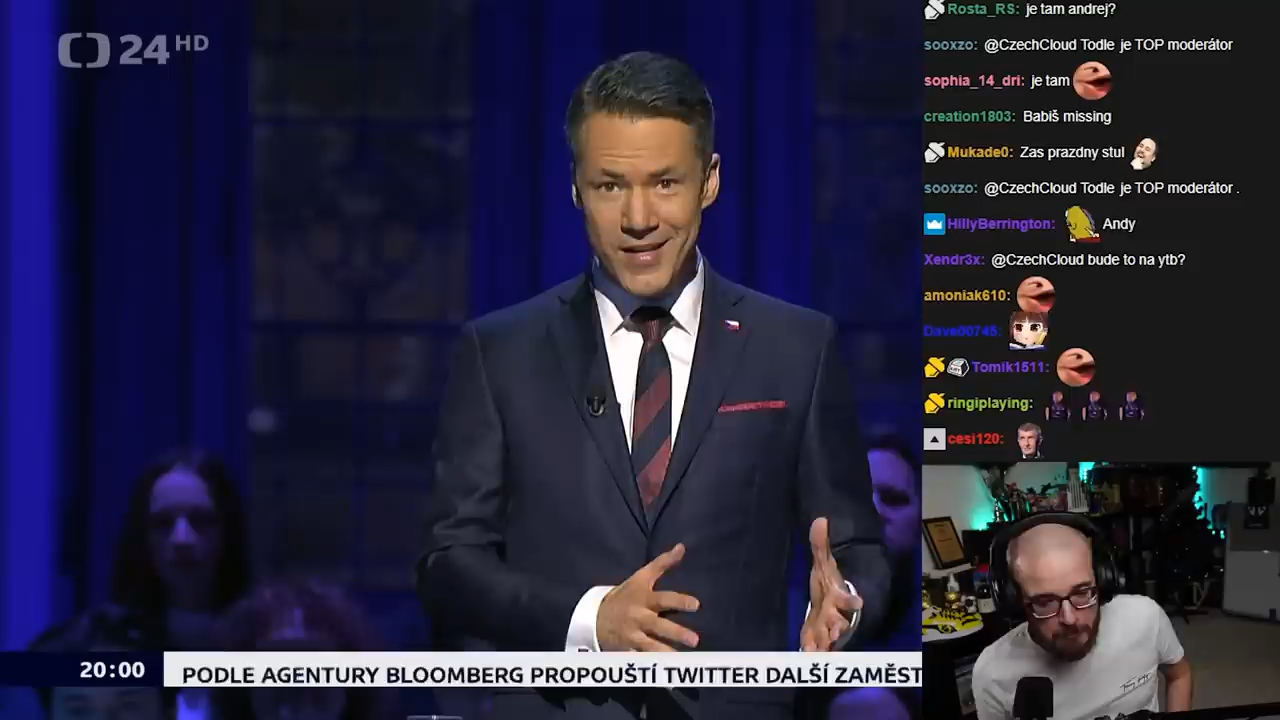 24 HD
20:00
PODLE AGENTURY BLOOMBERG PROPOUŠTÍ TWITTER DALŠÍ ZAMĚST
Rosta_RS: je tam andrej?
sooxzo: @CzechCloud Todle je TOP moderátor
sophia_14_dri: je tam
creation1803: Babiš missing
Mukade0: Zas prazdny stul
sooxzo: @CzechCloud Todle je TOP moderátor .
HillyBerrington: Andy
Xendr3x: @CzechCloud bude to na ytb?
amoniak610:
Dave00745:
Tomik1511:
ringiplaying:
cesi120: